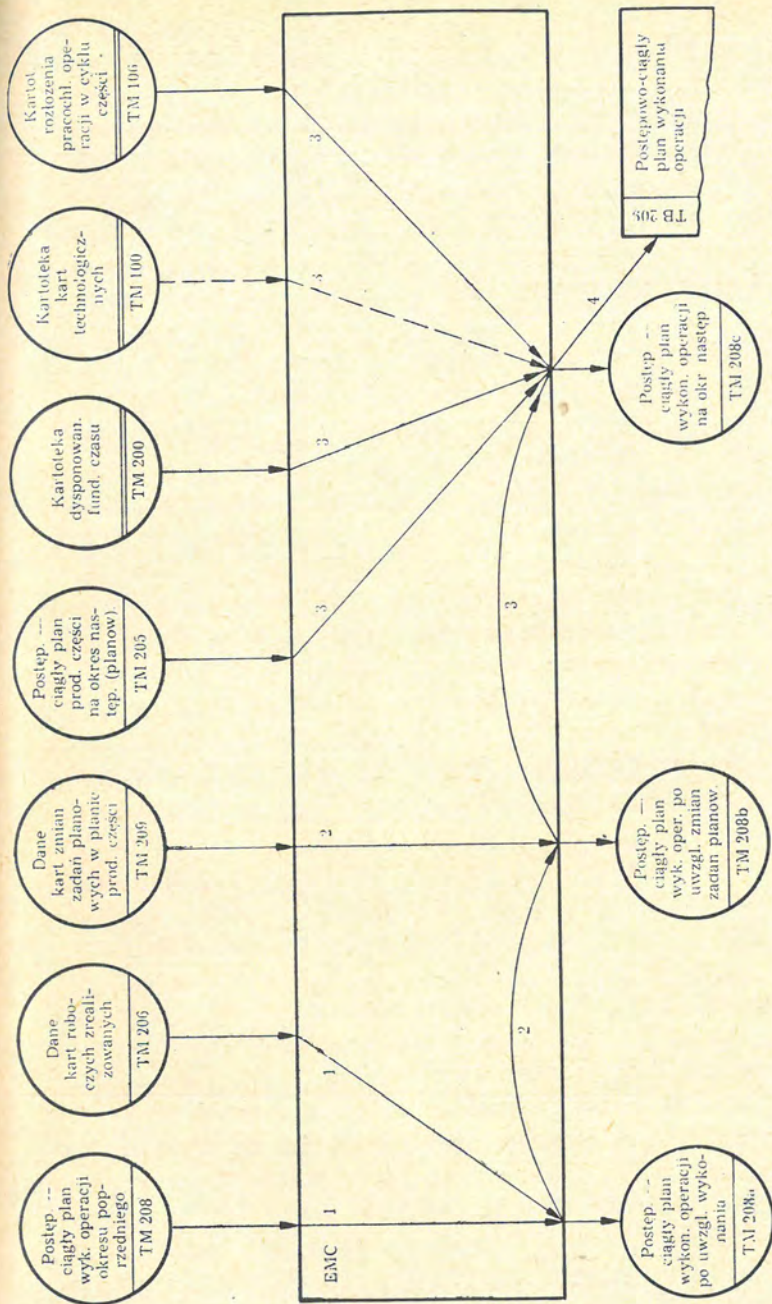 Postęp. --
ciągły plan
wyk. operacji
okresu pop-
rzedniego
TM 208
Dane
kart robo-
czych zreali-
zowanych
TM 206
Dane
kart zmian
zadań plano-
wych w planie
prod. części
TM 209
Postęp. --
ciągły plan
prod. części
na okres nas-
tęp. (planow).
TM 205
Kartoteka
dysponowan.
fund. czasu
TM 200
Kartoteka
kart
technologicz-
nych
TM 100
Kartot
rozłożenia
pracochł. ope-
racji w cyklu
części
TM 106
EMC
1
1
2
3
3
3
3
2
3
4
Postęp. --
ciągły plan
wykon. operacji
po uwzgl. wyko-
nania
TM 208a
Postęp. --
ciągły plan
wyk. oper. po
uwzgl. zmian
zadań planow.
TM 208b
Postęp --
ciągły plan
wykon. operacji
na okr następ
TM 208c
TB 208
Postępowo-ciągły
plan wykonania
operacji